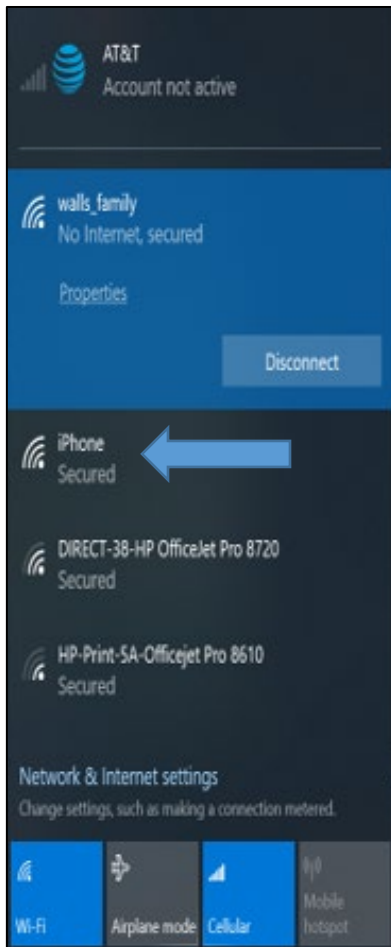 AT&T
Account not active
walls_family
No Internet, secured
Properties
Disconnect
iPhone
Secured
DIRECT-38-HP OfficeJet Pro 8720
Secured
HP-Print-5A-Officejet Pro 8610
Secured
Network & Internet settings
Change settings, such as making a connection metered.
Wi-Fi
Airplane mode
Cellular
Mobile
hotspot